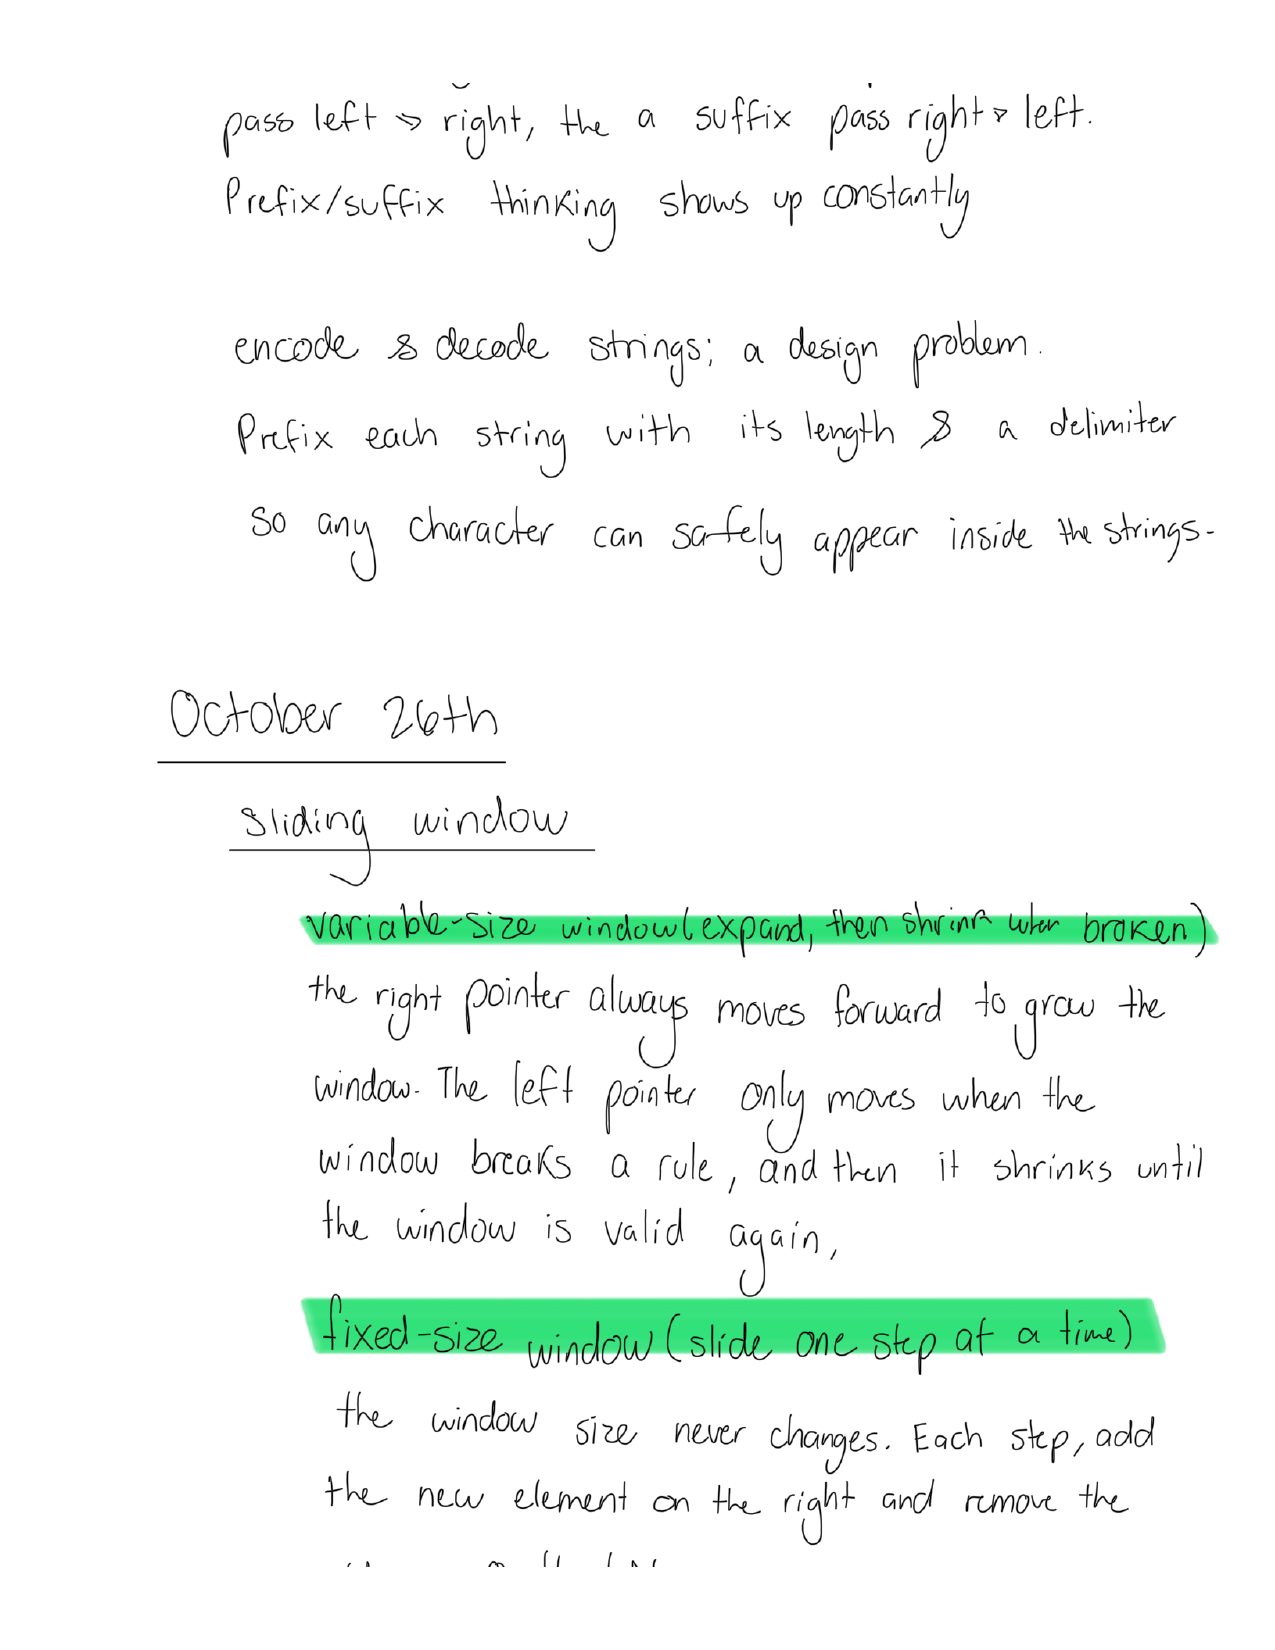 pass left → right, the a suffix pass right → left.
Prefix/suffix thinking shows up constantly
encode & decode strings; a design problem.
Prefix each string with its length & a delimiter
so any character can safely appear inside the strings.
October 26th
sliding window
variable-size window (expand, then shrink when broken)
the right pointer always moves forward to grow the
window. The left pointer only moves when the
window breaks a rule, and then it shrinks until
the window is valid again,
fixed-size window (slide one step at a time)
the window size never changes. Each step, add
the new element on the right and remove the